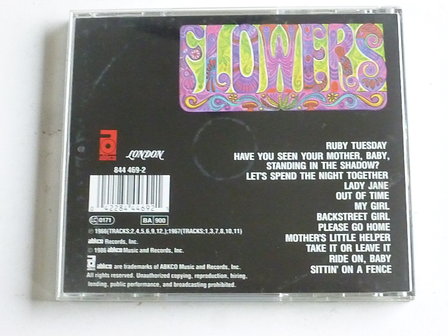 FLOWERS
RUBY TUESDAY
HAVE YOU SEEN YOUR MOTHER, BABY,
STANDING IN THE SHADOW?
LET'S SPEND THE NIGHT TOGETHER
LADY JANE
OUT OF TIME
MY GIRL
BACKSTREET GIRL
PLEASE GO HOME
MOTHER'S LITTLE HELPER
TAKE IT OR LEAVE IT
RIDE ON, BABY
SITTIN' ON A FENCE
LONDON
844 469-2
0171 BA 900
℗ 1966(TRACKS:2,4,5,6,9,12,);1967(TRACKS:1,3,7,8,10,11)
abkco Records, Inc.
© 1986 abkco Music and Records, Inc.
abkco are trademarks of ABKCO Music and Records, Inc.
All rights reserved. Unauthorized copying, reproduction, hiring,
lending, public performance, and broadcasting prohibited.